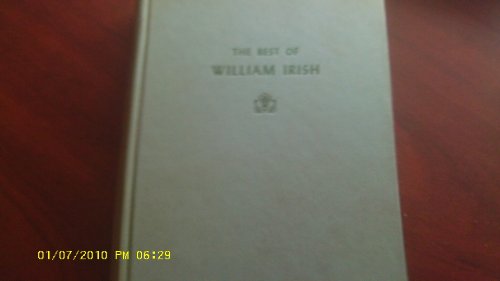 THE BEST OF
WILLIAM IRISH
01/07/2010 PM 06:29